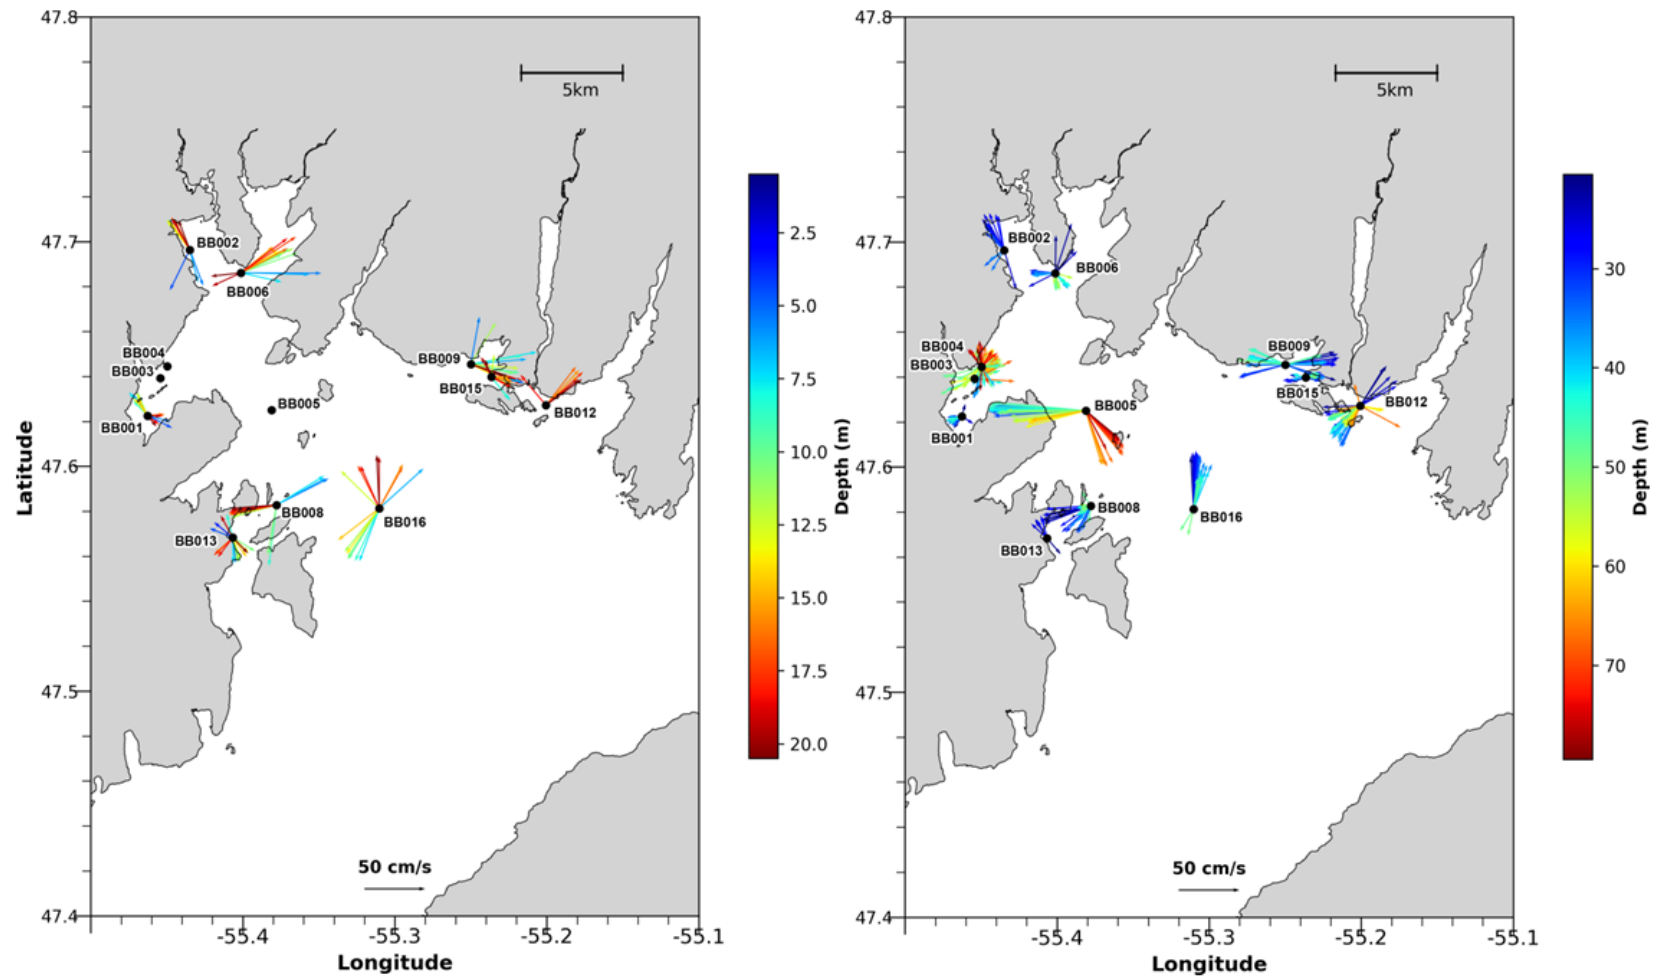 47.8
47.7
47.6
47.5
47.4
Latitude
5km
BB002
BB006
BB004
BB003
BB001
BB005
BB009
BB015
BB012
BB008
BB013
BB016
50 cm/s
-55.4
-55.3
-55.2
-55.1
Longitude
2.5
5.0
7.5
10.0
12.5
15.0
17.5
20.0
Depth (m)
47.8
47.7
47.6
47.5
47.4
5km
BB002
BB006
BB004
BB003
BB001
BB005
BB009
BB015
BB012
BB008
BB013
BB016
50 cm/s
-55.4
-55.3
-55.2
-55.1
Longitude
30
40
50
60
70
Depth (m)